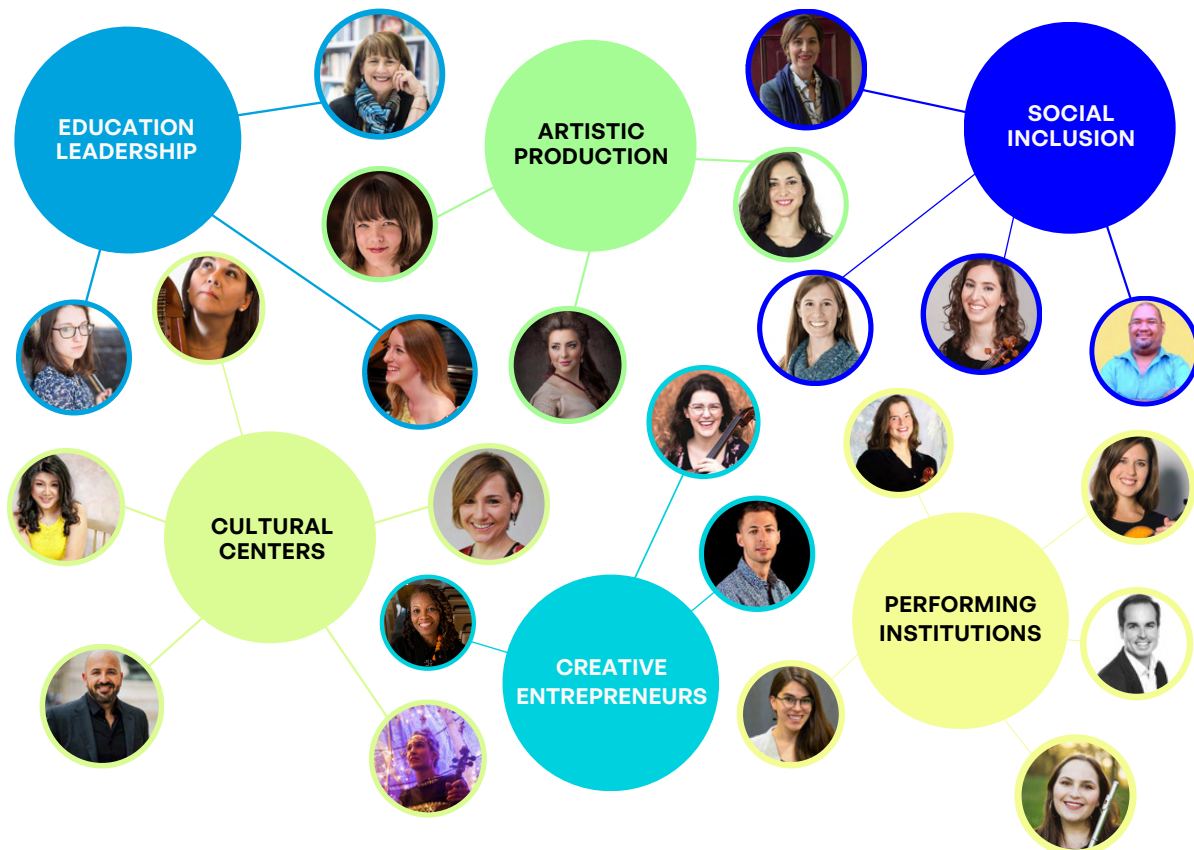 EDUCATION
LEADERSHIP
ARTISTIC
PRODUCTION
SOCIAL
INCLUSION
CULTURAL
CENTERS
CREATIVE
ENTREPRENEURS
PERFORMING
INSTITUTIONS